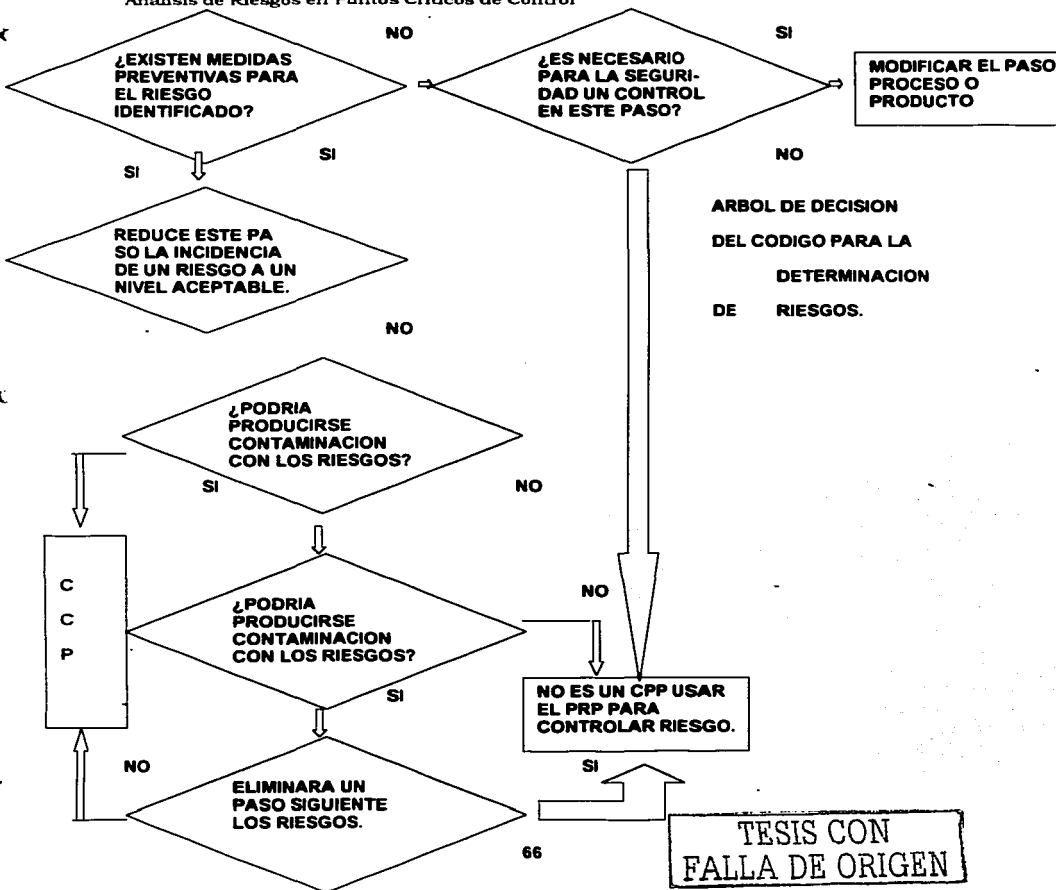 Análisis de Riesgos en Puntos Críticos de Control
¿EXISTEN MEDIDAS
PREVENTIVAS PARA
EL RIESGO
IDENTIFICADO?
NO
¿ES NECESARIO
PARA LA SEGURI-
DAD UN CONTROL
EN ESTE PASO?
SI
MODIFICAR EL PASO
PROCESO O
PRODUCTO
SI
SI
NO
REDUCE ESTE PA
SO LA INCIDENCIA
DE UN RIESGO A UN
NIVEL ACEPTABLE.
ARBOL DE DECISION
DEL CODIGO PARA LA
DETERMINACION
DE RIESGOS.
NO
¿PODRIA
PRODUCIRSE
CONTAMINACION
CON LOS RIESGOS?
SI
NO
C
C
P
¿PODRIA
PRODUCIRSE
CONTAMINACION
CON LOS RIESGOS?
NO
SI
NO ES UN CPP USAR
EL PRP PARA
CONTROLAR RIESGO.
NO
ELIMINARA UN
PASO SIGUIENTE
LOS RIESGOS.
SI
66
TESIS CON
FALLA DE ORIGEN